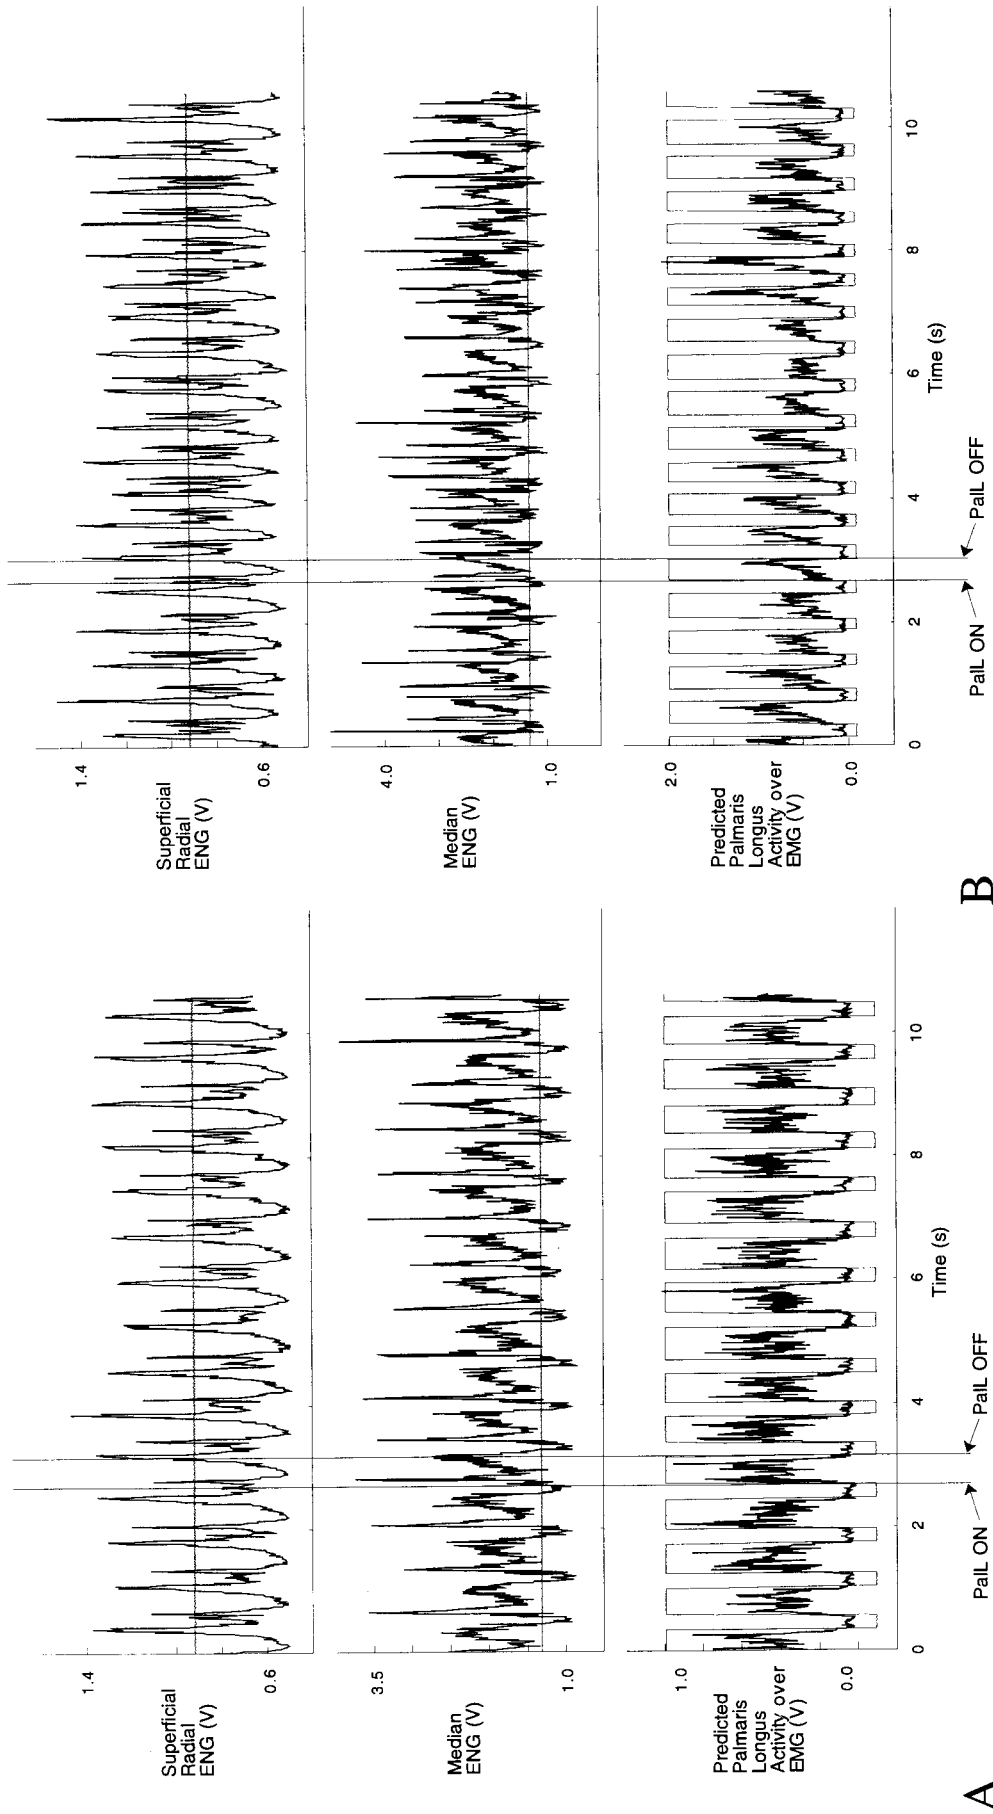 A
Superficial
Radial
ENG (V)
1.4
0.6
Median
ENG (V)
3.5
1.0
Predicted
Palmaris
Longus
Activity over
EMG (V)
1.0
0.0
0 2 4 6 8 10
Time (s)
PalL ON
PalL OFF
B
Superficial
Radial
ENG (V)
1.4
0.6
Median
ENG (V)
4.0
1.0
Predicted
Palmaris
Longus
Activity over
EMG (V)
2.0
0.0
0 2 4 6 8 10
Time (s)
PalL ON
PalL OFF